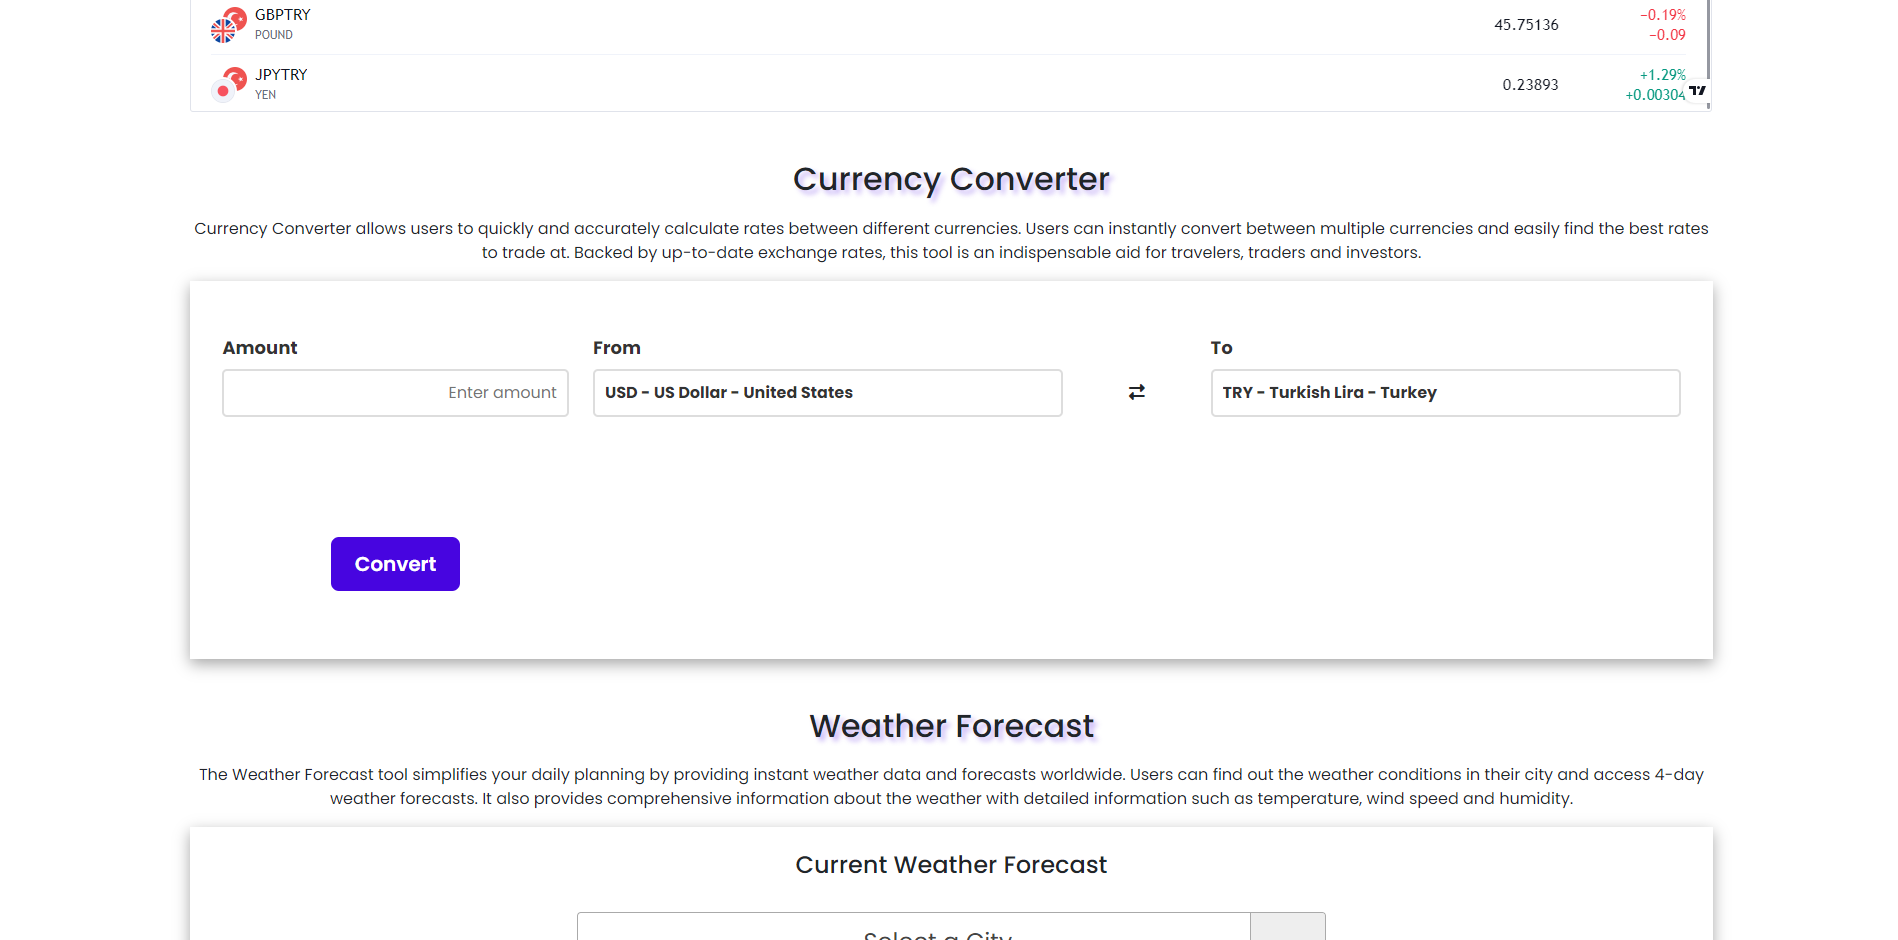 GBPTRY
POUND
45.75136
−0.19%
−0.09
JPYTRY
YEN
0.23893
+1.29%
+0.00304
Currency Converter
Currency Converter allows users to quickly and accurately calculate rates between different currencies. Users can instantly convert between multiple currencies and easily find the best rates
to trade at. Backed by up-to-date exchange rates, this tool is an indispensable aid for travelers, traders and investors.
Amount
From
To
Enter amount
USD - US Dollar - United States
TRY - Turkish Lira - Turkey
Convert
Weather Forecast
The Weather Forecast tool simplifies your daily planning by providing instant weather data and forecasts worldwide. Users can find out the weather conditions in their city and access 4-day
weather forecasts. It also provides comprehensive information about the weather with detailed information such as temperature, wind speed and humidity.
Current Weather Forecast
Select a City